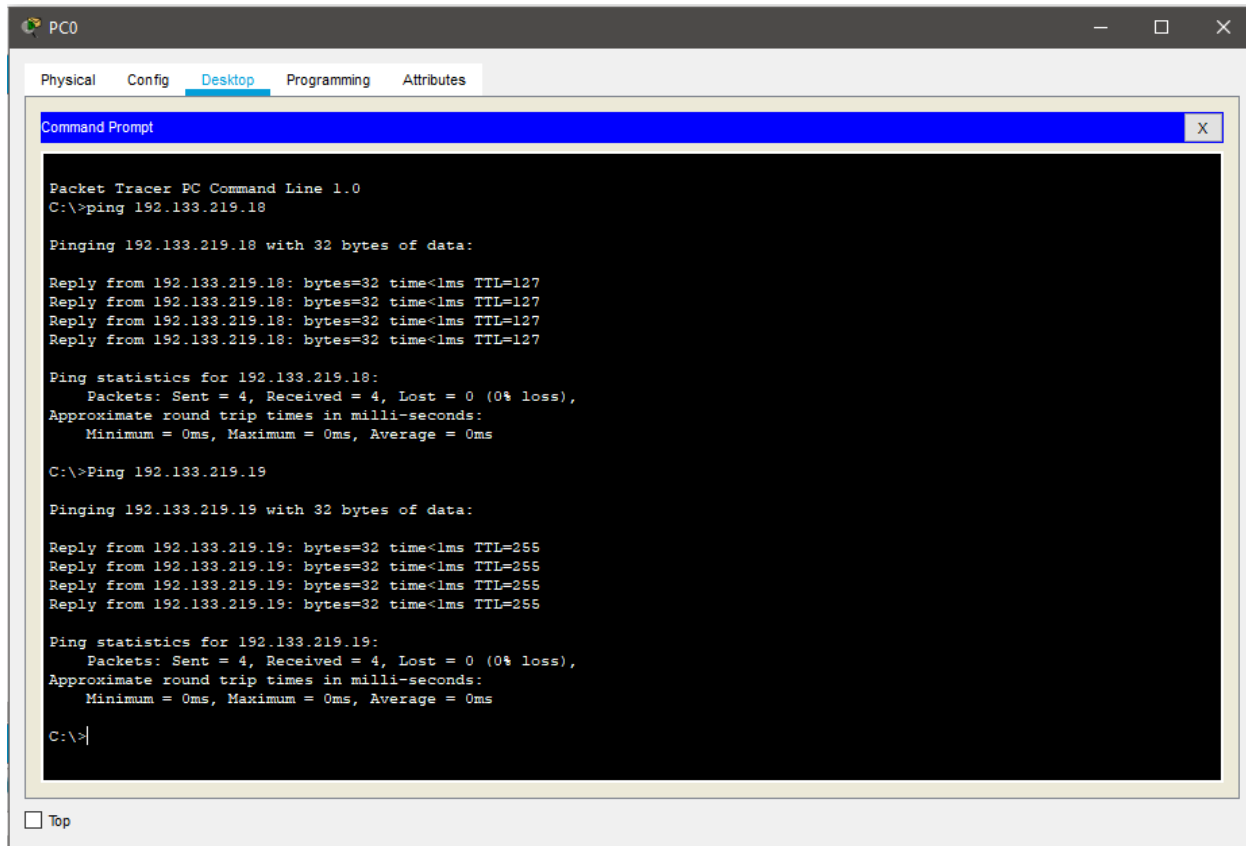 PC0
Physical Config Desktop Programming Attributes
Command Prompt
X
Packet Tracer PC Command Line 1.0
C:\>ping 192.133.219.18
Pinging 192.133.219.18 with 32 bytes of data:
Reply from 192.133.219.18: bytes=32 time<1ms TTL=127
Reply from 192.133.219.18: bytes=32 time<1ms TTL=127
Reply from 192.133.219.18: bytes=32 time<1ms TTL=127
Reply from 192.133.219.18: bytes=32 time<1ms TTL=127
Ping statistics for 192.133.219.18:
Packets: Sent = 4, Received = 4, Lost = 0 (0% loss),
Approximate round trip times in milli-seconds:
Minimum = 0ms, Maximum = 0ms, Average = 0ms
C:\>Ping 192.133.219.19
Pinging 192.133.219.19 with 32 bytes of data:
Reply from 192.133.219.19: bytes=32 time<1ms TTL=255
Reply from 192.133.219.19: bytes=32 time<1ms TTL=255
Reply from 192.133.219.19: bytes=32 time<1ms TTL=255
Reply from 192.133.219.19: bytes=32 time<1ms TTL=255
Ping statistics for 192.133.219.19:
Packets: Sent = 4, Received = 4, Lost = 0 (0% loss),
Approximate round trip times in milli-seconds:
Minimum = 0ms, Maximum = 0ms, Average = 0ms
C:\>
Top